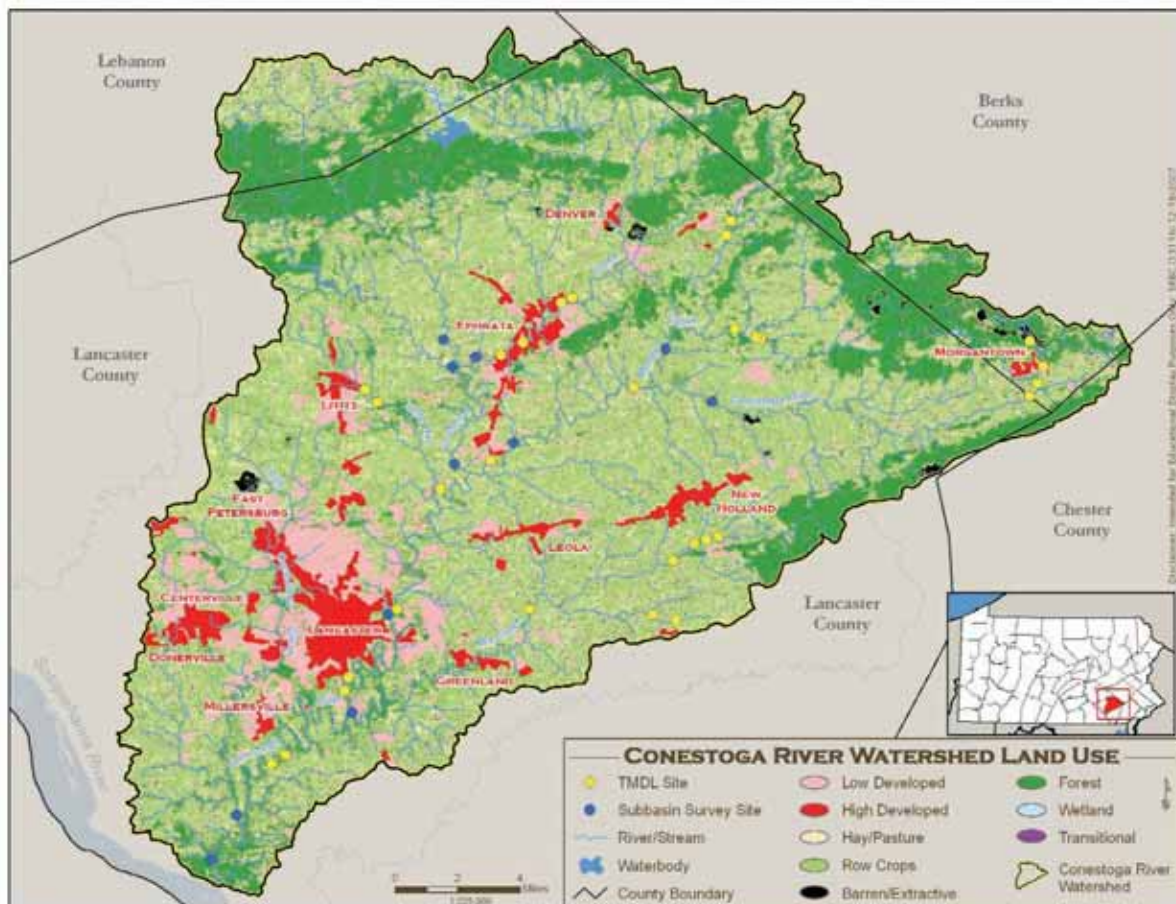 Lebanon
County
Berks
County
DENVER
EPHRATA
MORGANTOWN
Lancaster
County
LITITZ
EAST
PETERSBURG
NEW
HOLLAND
LEOLA
Chester
County
CENTERVILLE
LANCASTER
Lancaster
County
DONERVILLE
GREENLAND
MILLERSVILLE
Susquehanna River
CONESTOGA RIVER WATERSHED LAND USE
TMDL Site
Subbasin Survey Site
River/Stream
Waterbody
County Boundary
Low Developed
High Developed
Hay/Pasture
Row Crops
Barren/Extractive
Forest
Wetland
Transitional
Conestoga River
Watershed
0 2 4
Miles